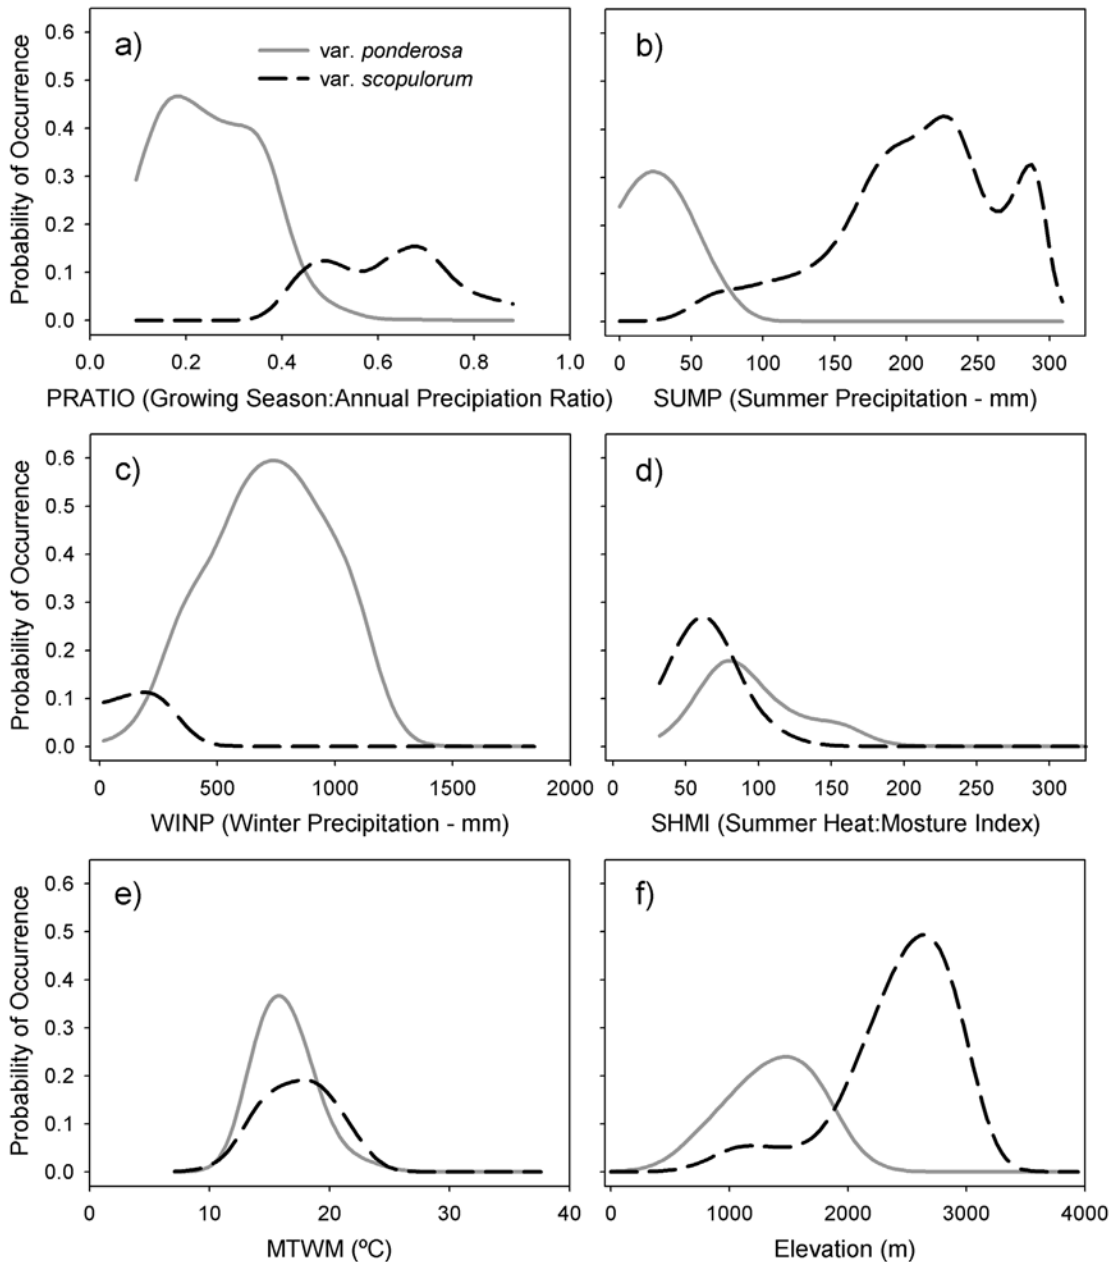 a)
var. ponderosa
var. scopulorum
Probability of Occurrence
0.6
0.5
0.4
0.3
0.2
0.1
0.0
0.0 0.2 0.4 0.6 0.8 1.0
PRATIO (Growing Season:Annual Precipiation Ratio)
b)
0 50 100 150 200 250 300
SUMP (Summer Precipitation - mm)
c)
Probability of Occurrence
0.6
0.5
0.4
0.3
0.2
0.1
0.0
0 500 1000 1500 2000
WINP (Winter Precipitation - mm)
d)
0 50 100 150 200 250 300
SHMI (Summer Heat:Mosture Index)
e)
Probability of Occurrence
0.6
0.5
0.4
0.3
0.2
0.1
0.0
0 10 20 30 40
MTWM (ºC)
f)
0 1000 2000 3000 4000
Elevation (m)